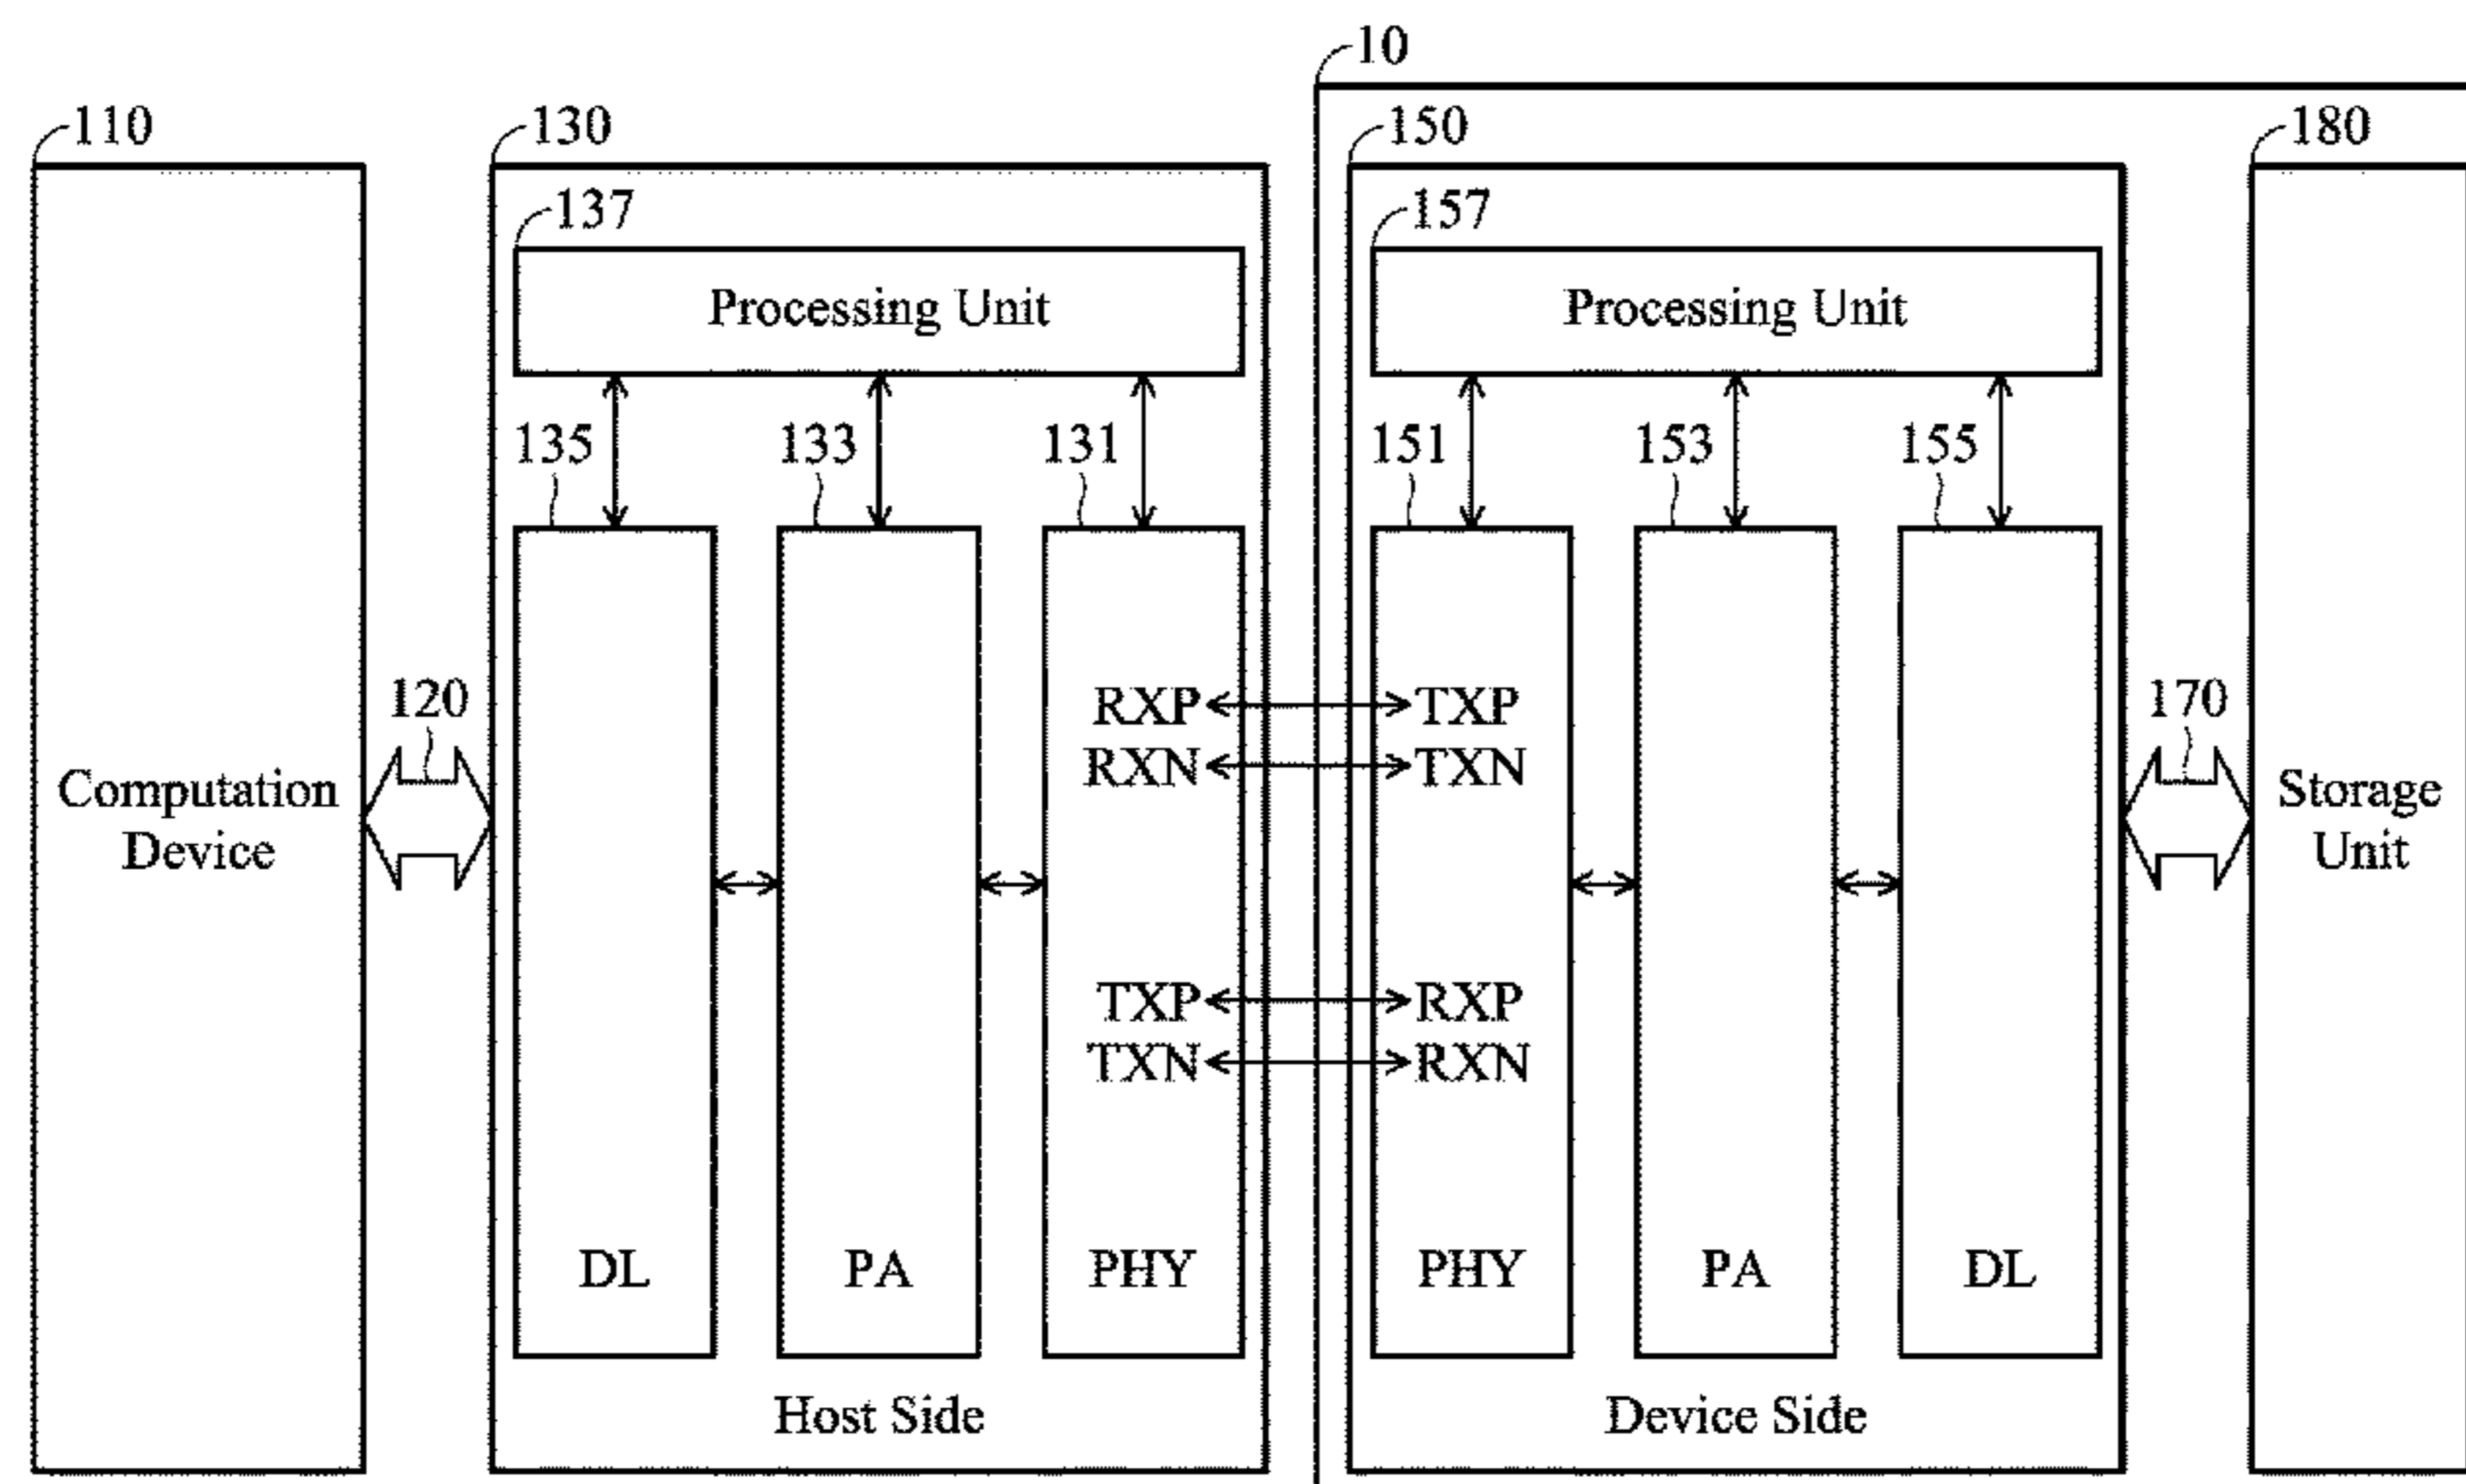 10
110
130
150
180
137
157
Processing Unit
Processing Unit
135
133
131
151
153
155
RXP
TXP
RXN
TXN
120
170
Computation
Device
Storage
Unit
TXP
RXP
TXN
RXN
DL
PA
PHY
PHY
PA
DL
Host Side
Device Side